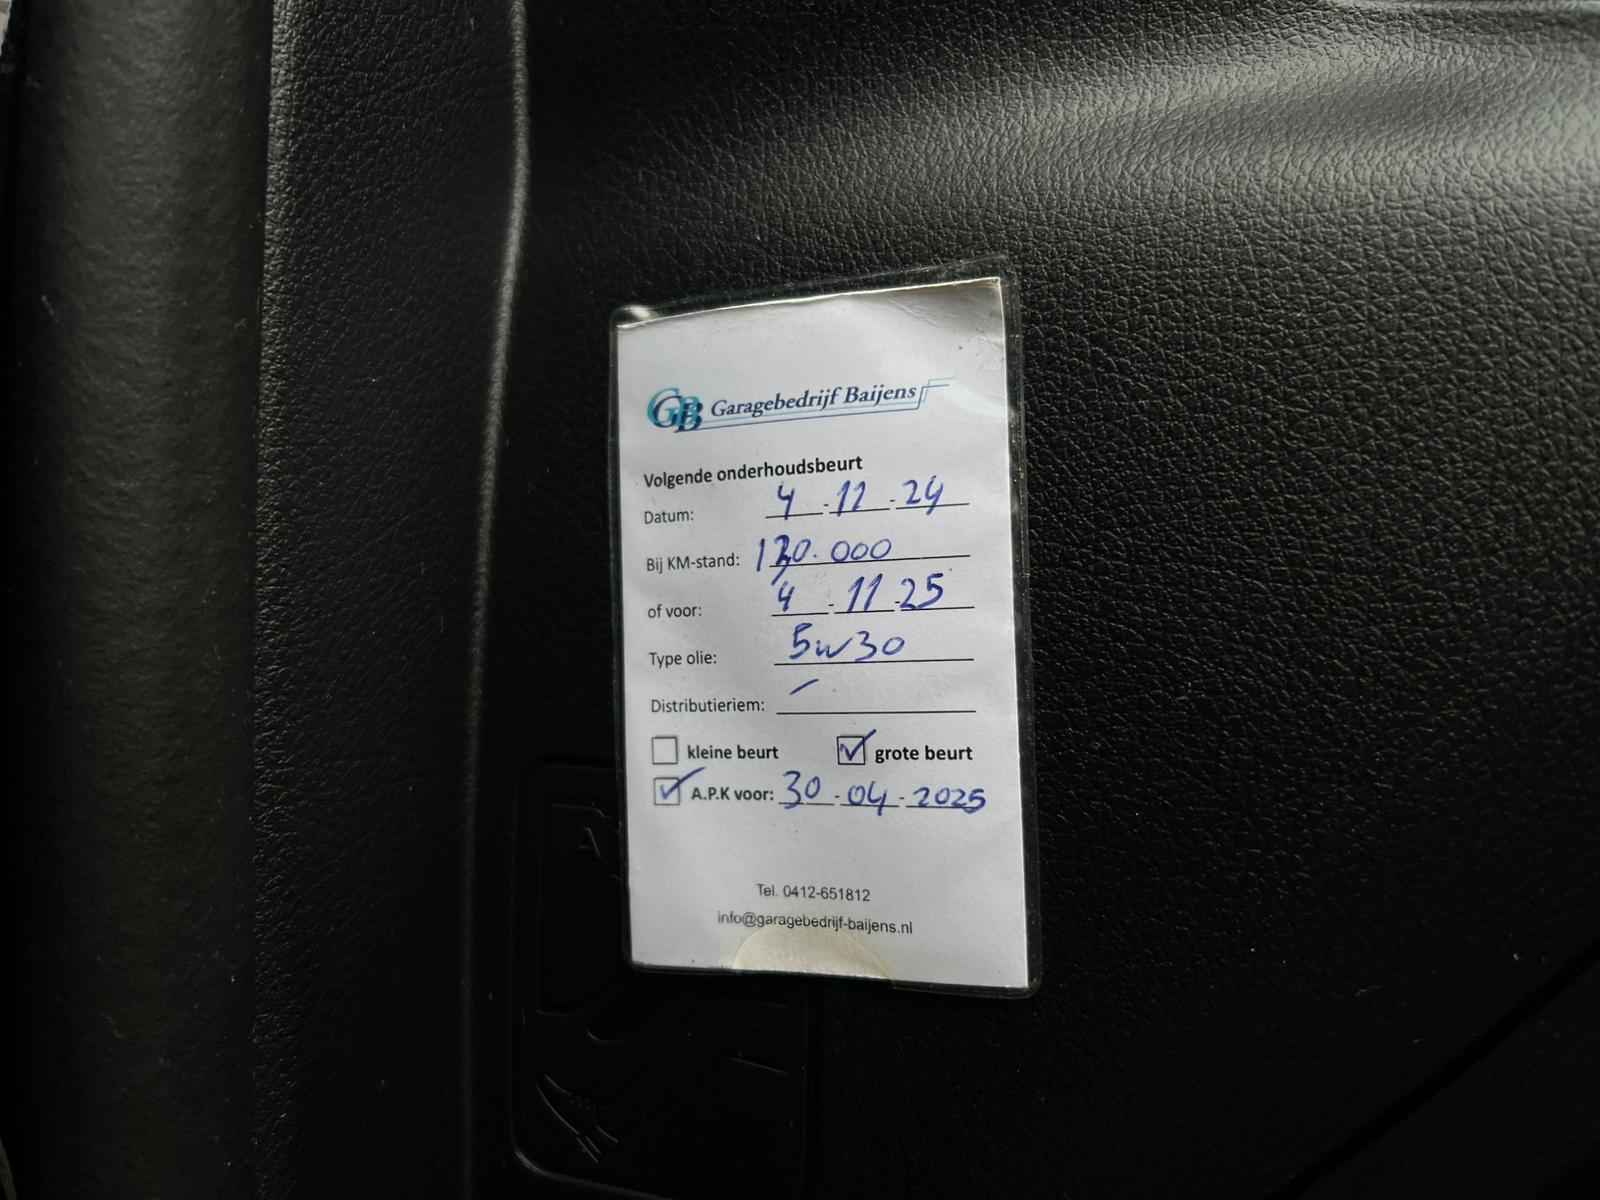 GB Garagebedrijf Baijens
Volgende onderhoudsbeurt
Datum: 4 - 11 - 24
Bij KM-stand: 130.000
of voor: 4 - 11 - 25
Type olie: 5w30
Distributieriem: -
kleine beurt grote beurt
A.P.K voor: 30 - 04 - 2025
Tel. 0412-651812
info@garagebedrijf-baijens.nl